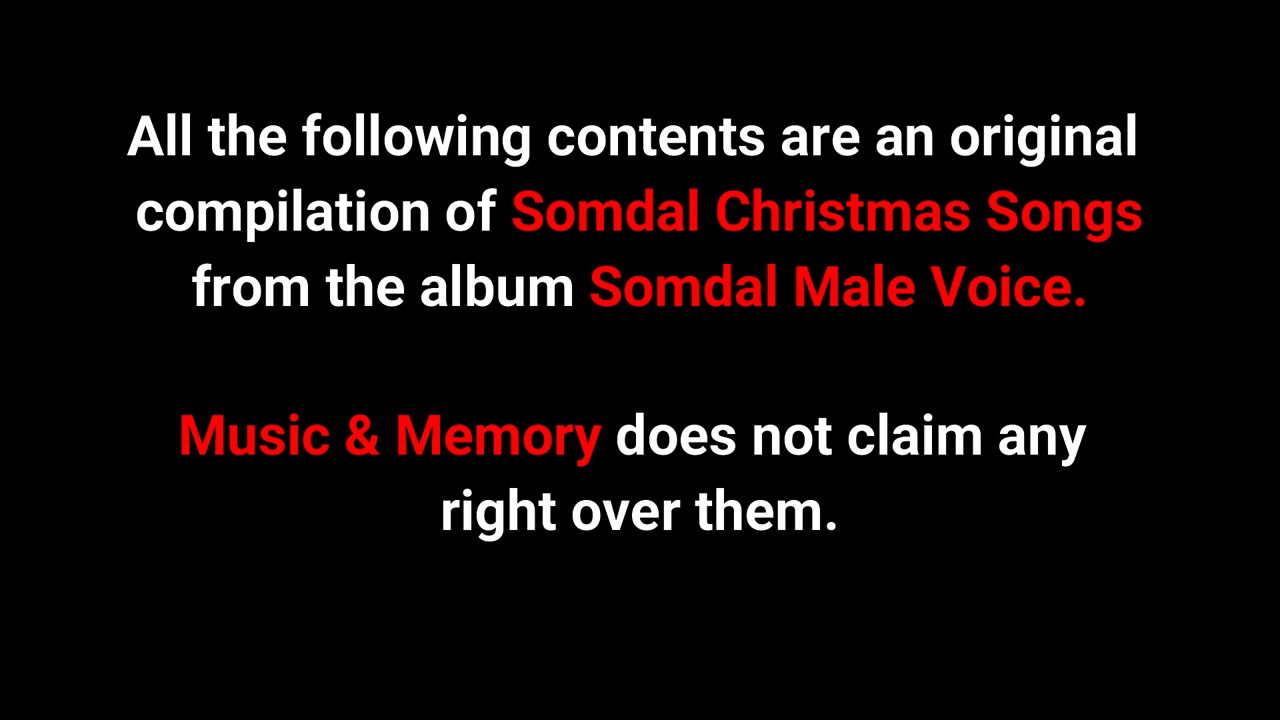 All the following contents are an original
compilation of Somdal Christmas Songs
from the album Somdal Male Voice.
Music & Memory does not claim any
right over them.